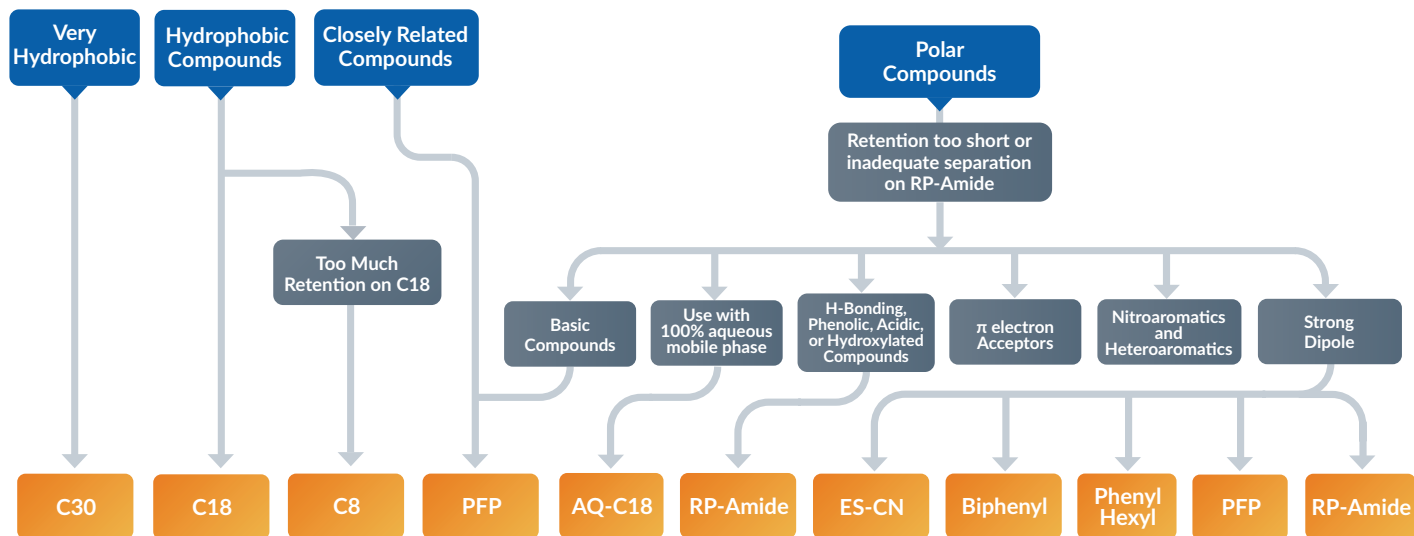 Very
Hydrophobic
Hydrophobic
Compounds
Closely Related
Compounds
Polar
Compounds
Retention too short or
inadequate separation
on RP-Amide
Too Much
Retention on C18
Basic
Compounds
Use with
100% aqueous
mobile phase
H-Bonding,
Phenolic, Acidic,
or Hydroxylated
Compounds
π electron
Acceptors
Nitroaromatics
and
Heteroaromatics
Strong
Dipole
C30
C18
C8
PFP
AQ-C18
RP-Amide
ES-CN
Biphenyl
Phenyl
Hexyl
PFP
RP-Amide